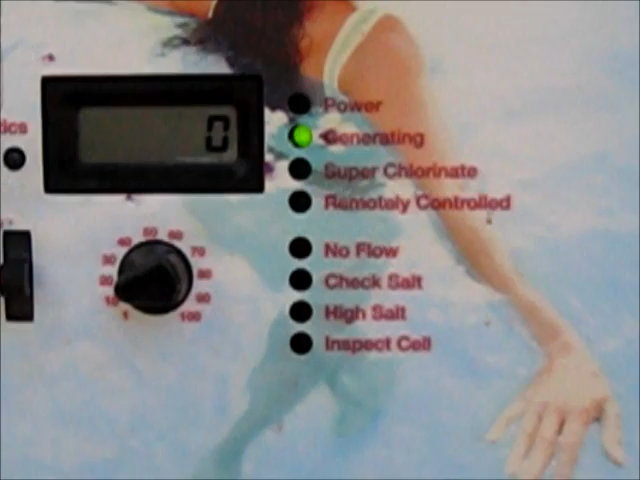 tics
0
Power
Generating
Super Chlorinate
Remotely Controlled
No Flow
Check Salt
High Salt
Inspect Cell
1
10
20
30
40
50
60
70
80
90
100